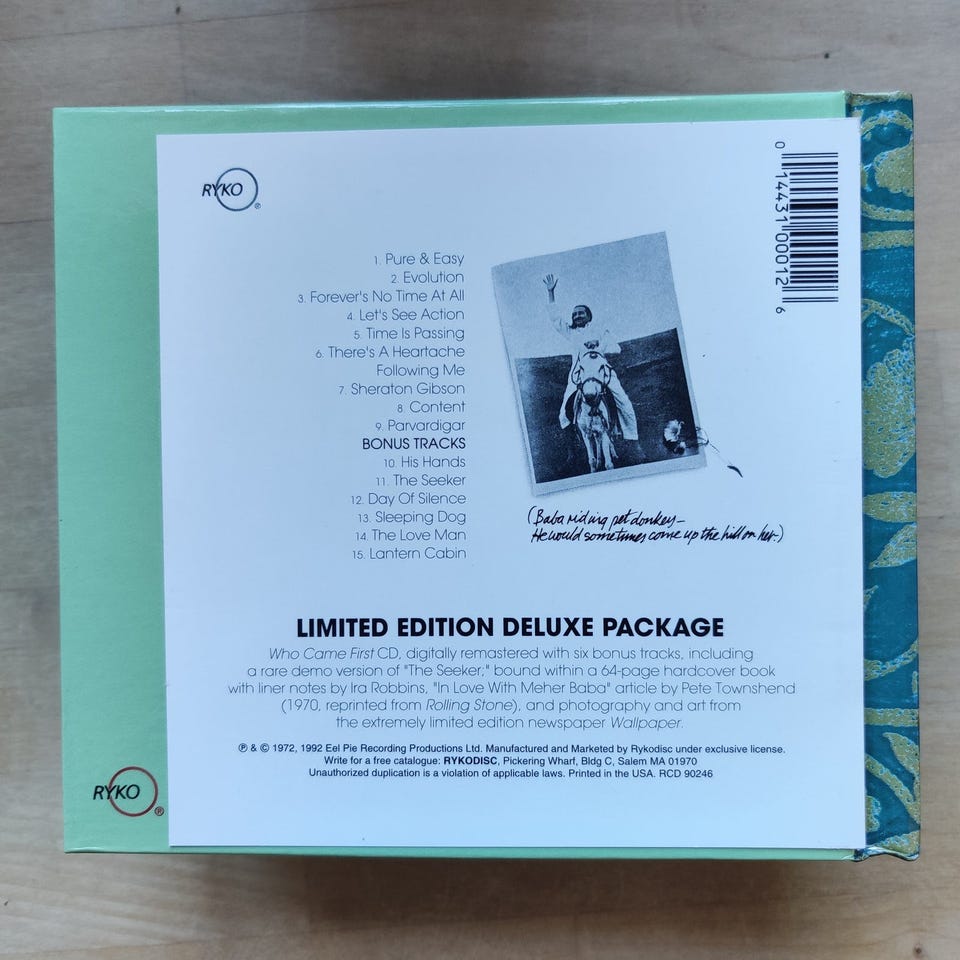 RYKO®
0 14431 00012 6
1. Pure & Easy
2. Evolution
3. Forever's No Time At All
4. Let's See Action
5. Time Is Passing
6. There's A Heartache
Following Me
7. Sheraton Gibson
8. Content
9. Parvardigar
BONUS TRACKS
10. His Hands
11. The Seeker
12. Day Of Silence
13. Sleeping Dog
14. The Love Man
15. Lantern Cabin
(Baba riding pet donkey–
He would sometimes come up the hill on her.)
LIMITED EDITION DELUXE PACKAGE
Who Came First CD, digitally remastered with six bonus tracks, including
a rare demo version of "The Seeker," bound within a 64-page hardcover book
with liner notes by Ira Robbins, "In Love With Meher Baba" article by Pete Townshend
(1970, reprinted from Rolling Stone), and photography and art from
the extremely limited edition newspaper Wallpaper.
℗ & © 1972, 1992 Eel Pie Recording Productions Ltd. Manufactured and Marketed by Rykodisc under exclusive license.
Write for a free catalogue: RYKODISC, Pickering Wharf, Bldg C, Salem MA 01970
Unauthorized duplication is a violation of applicable laws. Printed in the USA. RCD 90246
RYKO®